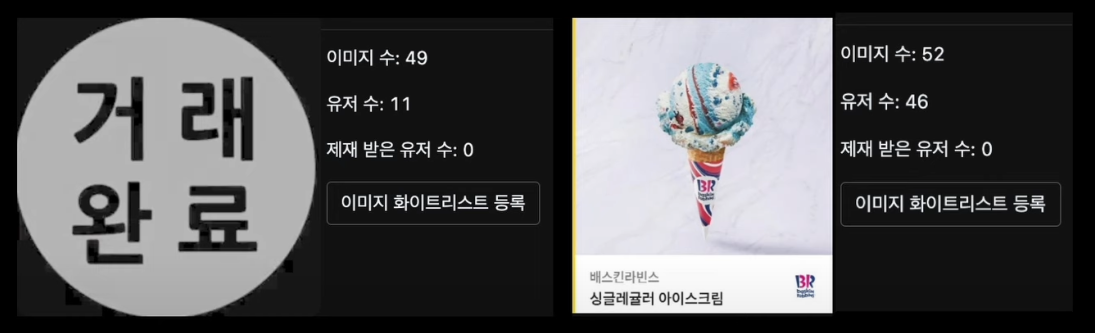 거래
완료
이미지 수: 49
유저 수: 11
제재 받은 유저 수: 0
이미지 화이트리스트 등록
BR
배스킨라빈스
싱글레귤러 아이스크림
BR
baskin robbins
이미지 수: 52
유저 수: 46
제재 받은 유저 수: 0
이미지 화이트리스트 등록